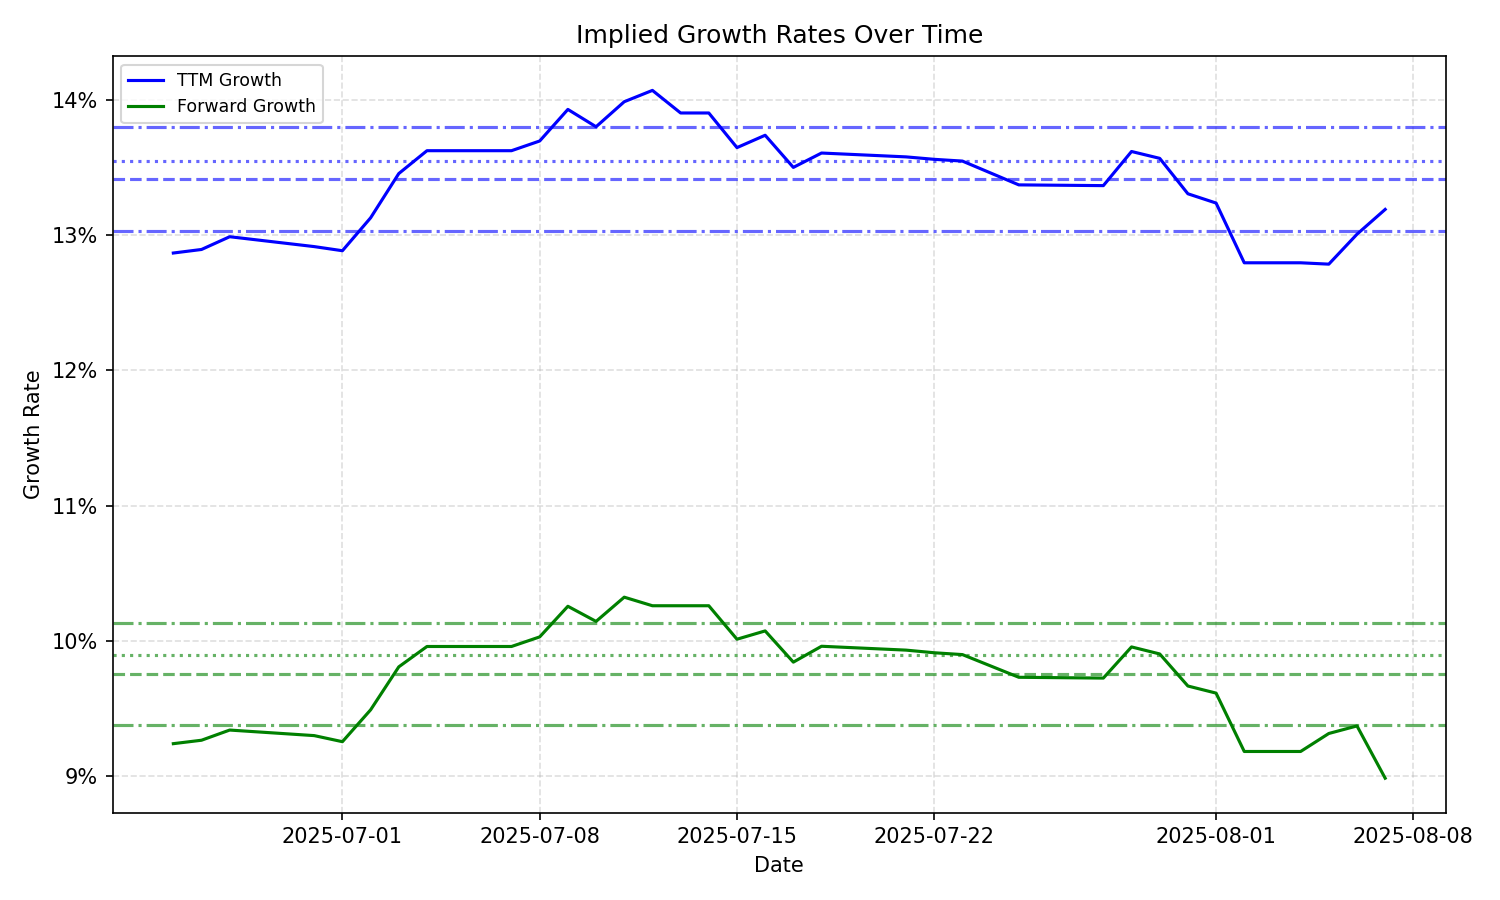 Implied Growth Rates Over Time
TTM Growth
Forward Growth
14%
13%
12%
11%
10%
9%
Growth Rate
2025-07-01
2025-07-08
2025-07-15
2025-07-22
2025-08-01
2025-08-08
Date